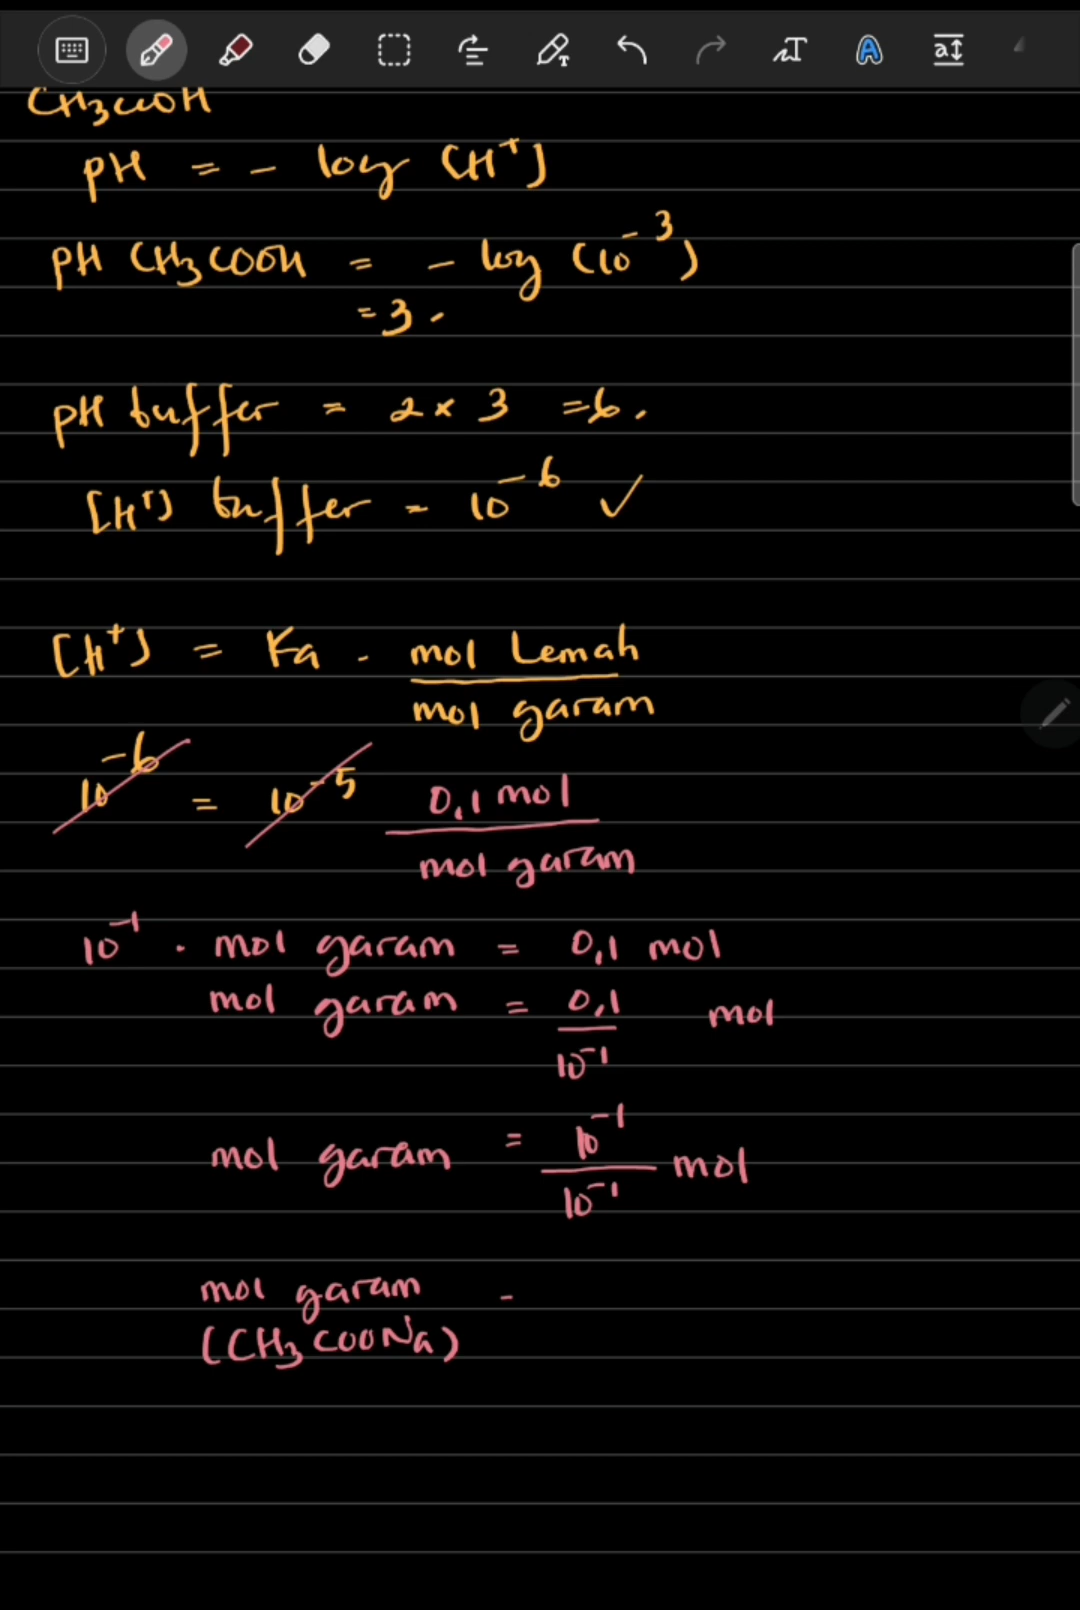 CH3COOH
pH = - log [H+]
pH CH3COOH = - log (10^-3)
= 3.
pH buffer = 2 x 3 = 6.
[H+] buffer = 10^-6 ✓
[H+] = Ka . mol Lemah
mol garam
10^-6 = 10^-5 0,1 mol
mol garam
10^-1 . mol garam = 0,1 mol
mol garam = 0,1 mol
10^-1
mol garam = 10^-1 mol
10^-1
mol garam =
(CH3COONa)